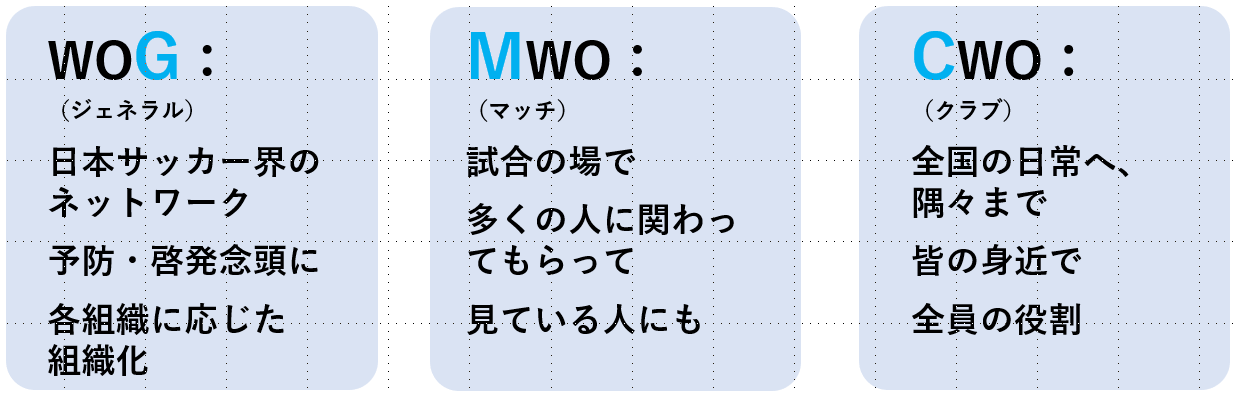 WOG：
（ジェネラル）
日本サッカー界の
ネットワーク
予防・啓発念頭に
各組織に応じた
組織化
MWO：
（マッチ）
試合の場で
多くの人に関わっ
てもらって
見ている人にも
CWO：
（クラブ）
全国の日常へ、
隅々まで
皆の身近で
全員の役割